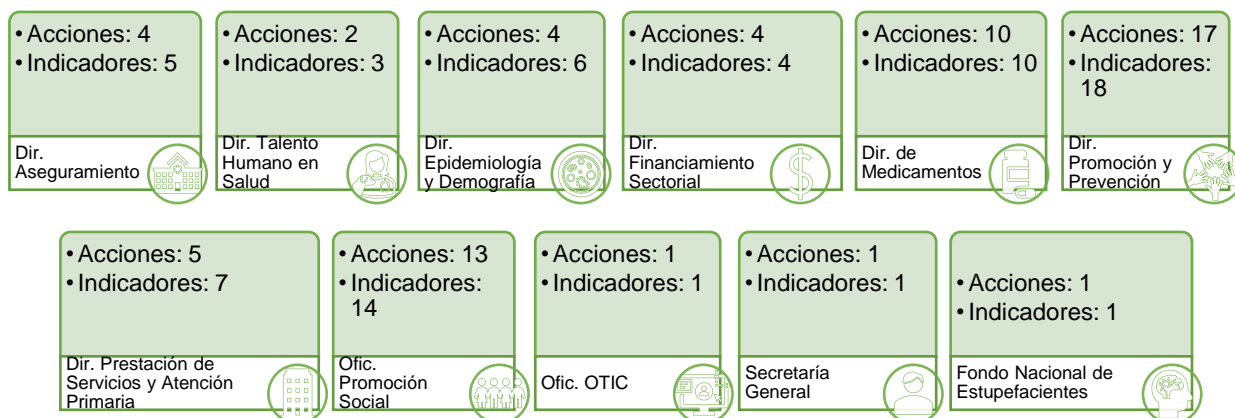 • Acciones: 4
• Indicadores: 5
Dir.
Aseguramiento
• Acciones: 2
• Indicadores: 3
Dir. Talento
Humano en
Salud
• Acciones: 4
• Indicadores: 6
Dir.
Epidemiología
y Demografía
• Acciones: 4
• Indicadores: 4
Dir.
Financiamiento
Sectorial
• Acciones: 10
• Indicadores: 10
Dir. de
Medicamentos
• Acciones: 17
• Indicadores:
18
Dir.
Promoción y
Prevención
• Acciones: 5
• Indicadores: 7
Dir. Prestación de
Servicios y Atención
Primaria
• Acciones: 13
• Indicadores:
14
Ofic.
Promoción
Social
• Acciones: 1
• Indicadores: 1
Ofic. OTIC
• Acciones: 1
• Indicadores: 1
Secretaría
General
• Acciones: 1
• Indicadores: 1
Fondo Nacional de
Estupefacientes